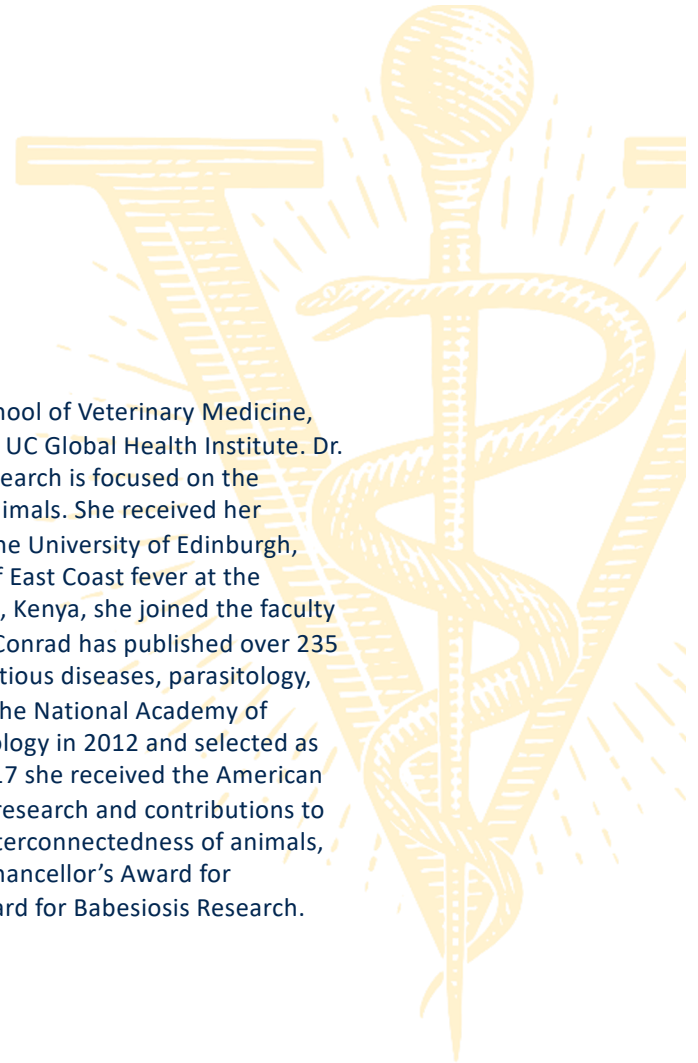 hool of Veterinary Medicine,
UC Global Health Institute. Dr.
earch is focused on the
imals. She received her
he University of Edinburgh,
f East Coast fever at the
, Kenya, she joined the faculty
Conrad has published over 235
tious diseases, parasitology,
he National Academy of
ology in 2012 and selected as
17 she received the American
research and contributions to
terconnectedness of animals,
hancellor’s Award for
ard for Babesiosis Research.